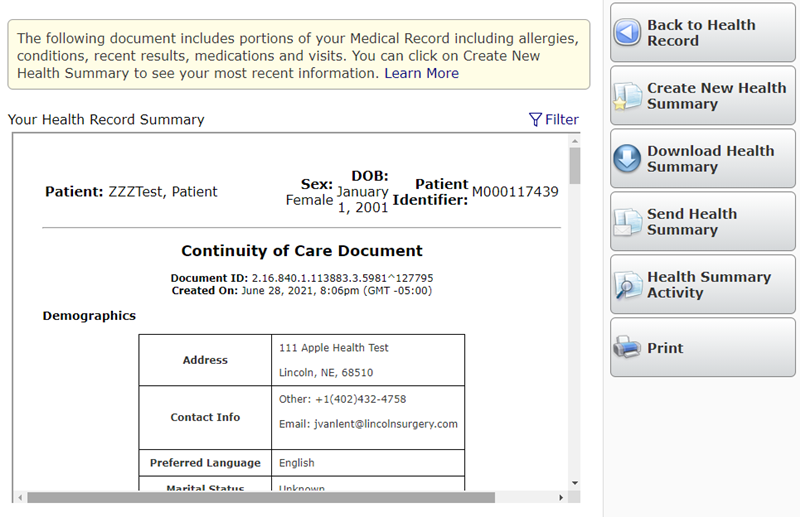 The following document includes portions of your Medical Record including allergies,
conditions, recent results, medications and visits. You can click on Create New
Health Summary to see your most recent information. Learn More
Your Health Record Summary
Filter
Patient: ZZZTest, Patient
Sex:
Female
DOB:
January
1, 2001
Patient
Identifier:
M000117439
Continuity of Care Document
Document ID: 2.16.840.1.113883.3.5981^127795
Created On: June 28, 2021, 8:06pm (GMT -05:00)
Demographics
Address
111 Apple Health Test
Lincoln, NE, 68510
Contact Info
Other: +1(402)432-4758
Email: jvanlent@lincolnsurgery.com
Preferred Language
English
Marital Status
Unknown
Back to Health
Record
Create New Health
Summary
Download Health
Summary
Send Health
Summary
Health Summary
Activity
Print